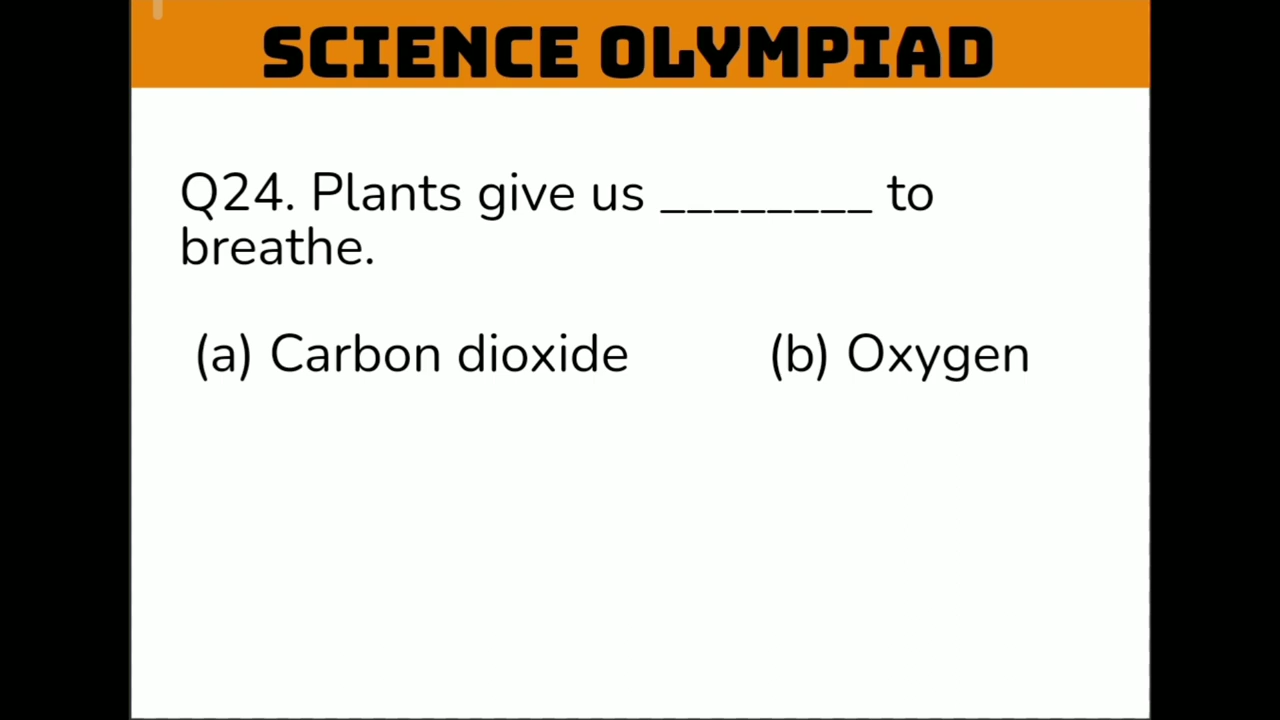 SCIENCE OLYMPIAD
Q24. Plants give us ________ to
breathe.
(a) Carbon dioxide (b) Oxygen